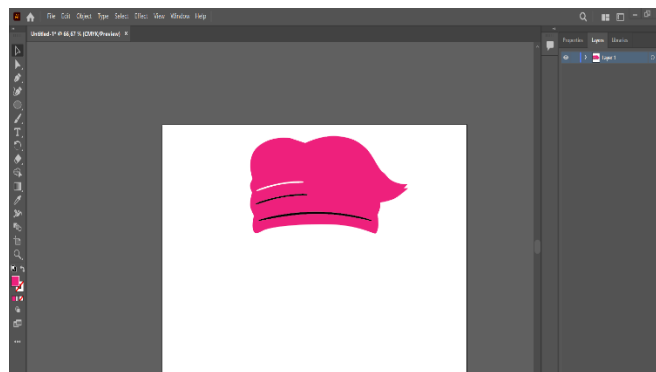 Ai File Edit Object Type Select Effect View Window Help
Untitled-1* @ 66,67 % (CMYK/Preview) ×
Properties Layers Libraries
Layer 1